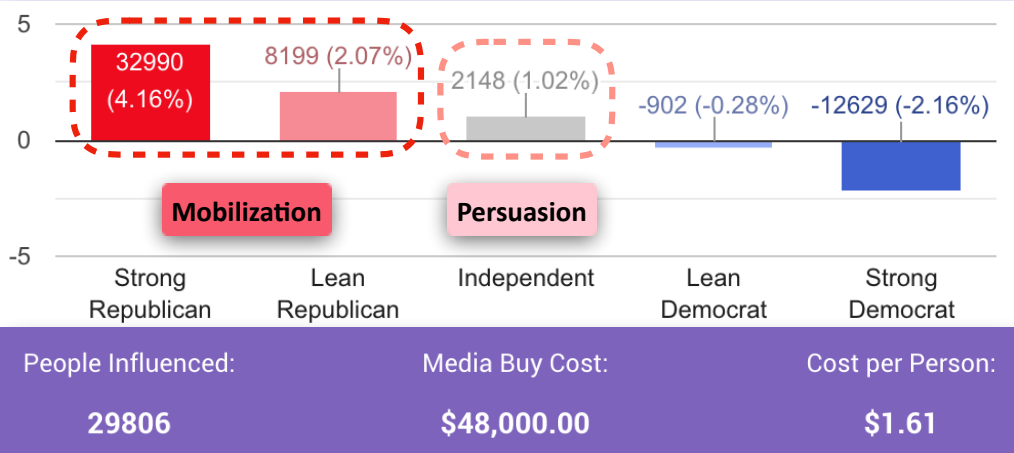 5
32990
(4.16%)
8199 (2.07%)
2148 (1.02%)
-902 (-0.28%)
-12629 (-2.16%)
0
Mobilization
Persuasion
-5
Strong
Republican
Lean
Republican
Independent
Lean
Democrat
Strong
Democrat
People Influenced:
29806
Media Buy Cost:
$48,000.00
Cost per Person:
$1.61